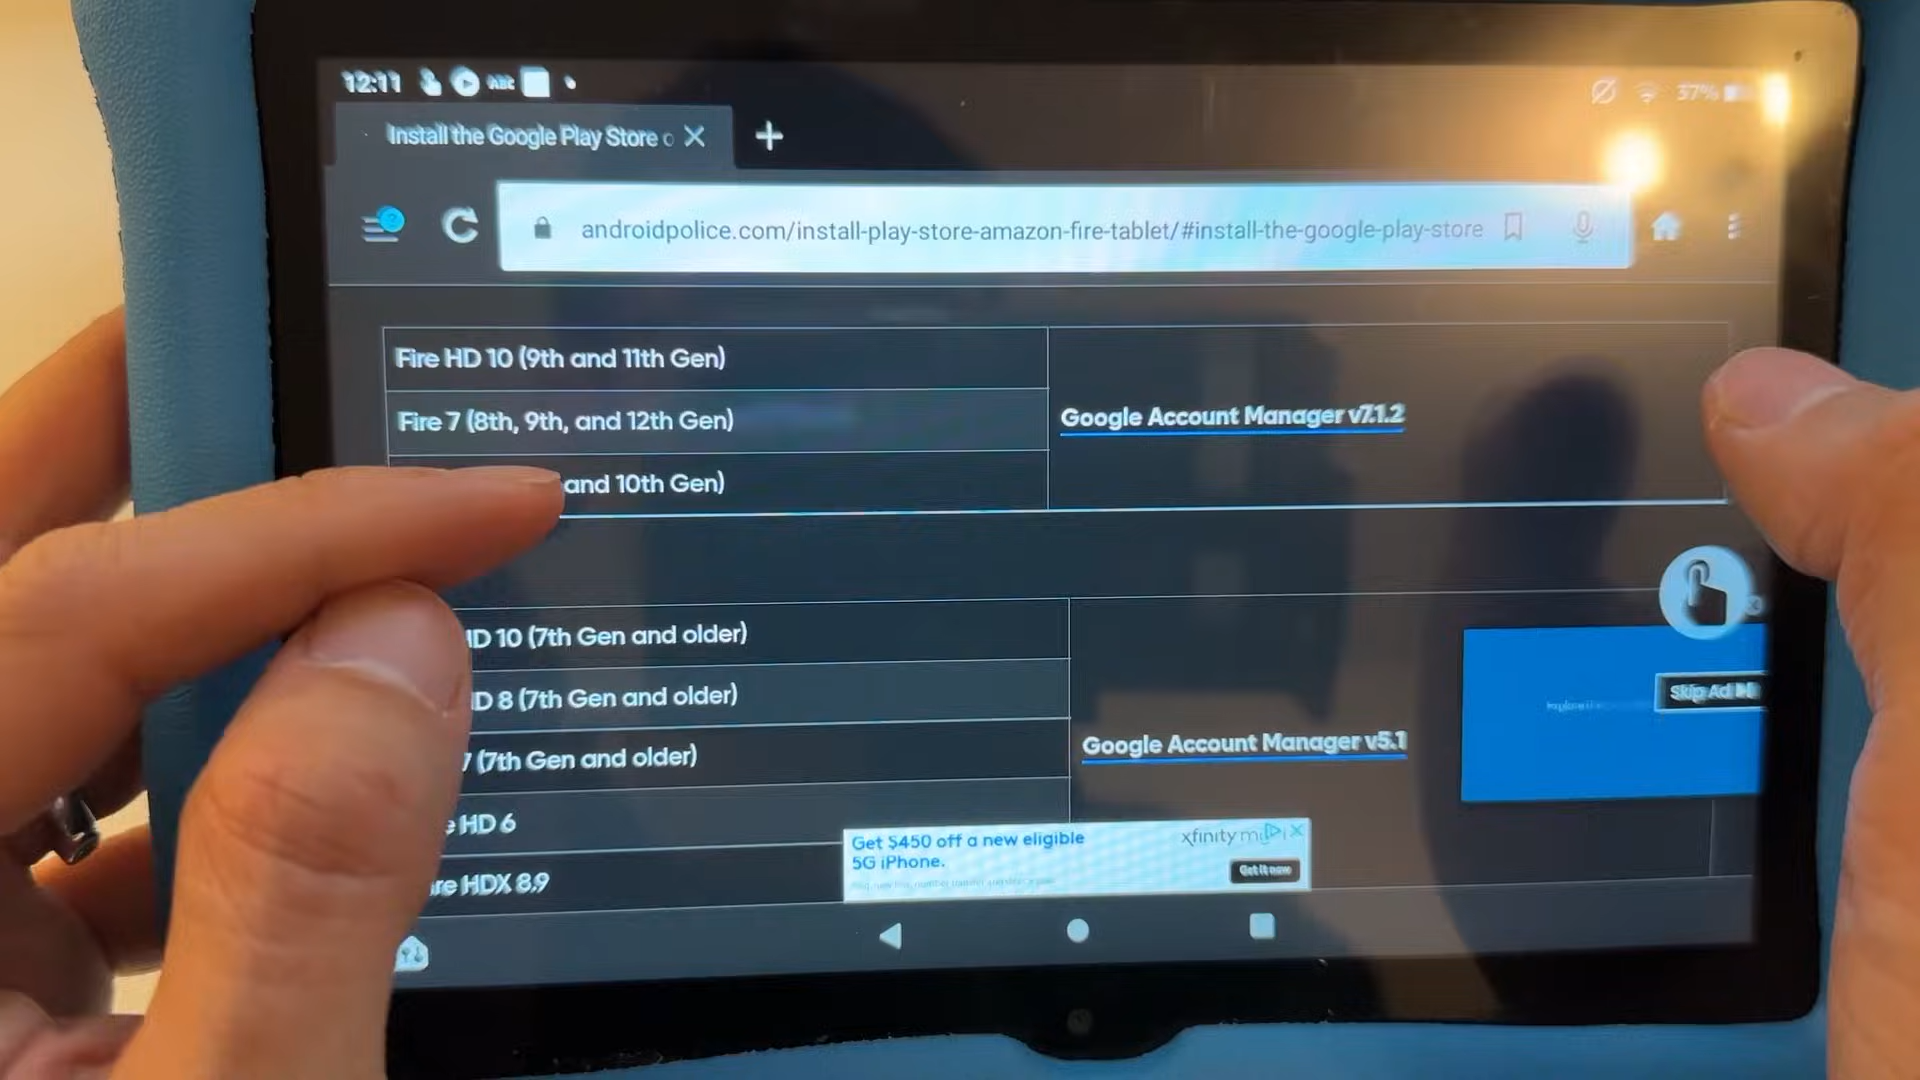 12:11
ABC
37%
Install the Google Play Store
androidpolice.com/install-play-store-amazon-fire-tablet/#install-the-google-play-store
Fire HD 10 (9th and 11th Gen)
Fire 7 (8th, 9th, and 12th Gen)
and 10th Gen)
Google Account Manager v7.1.2
HD 10 (7th Gen and older)
D 8 (7th Gen and older)
7 (7th Gen and older)
e HD 6
ire HDX 8.9
Google Account Manager v5.1
Skip Ad
Get $450 off a new eligible
5G iPhone.
xfinity
Get it now